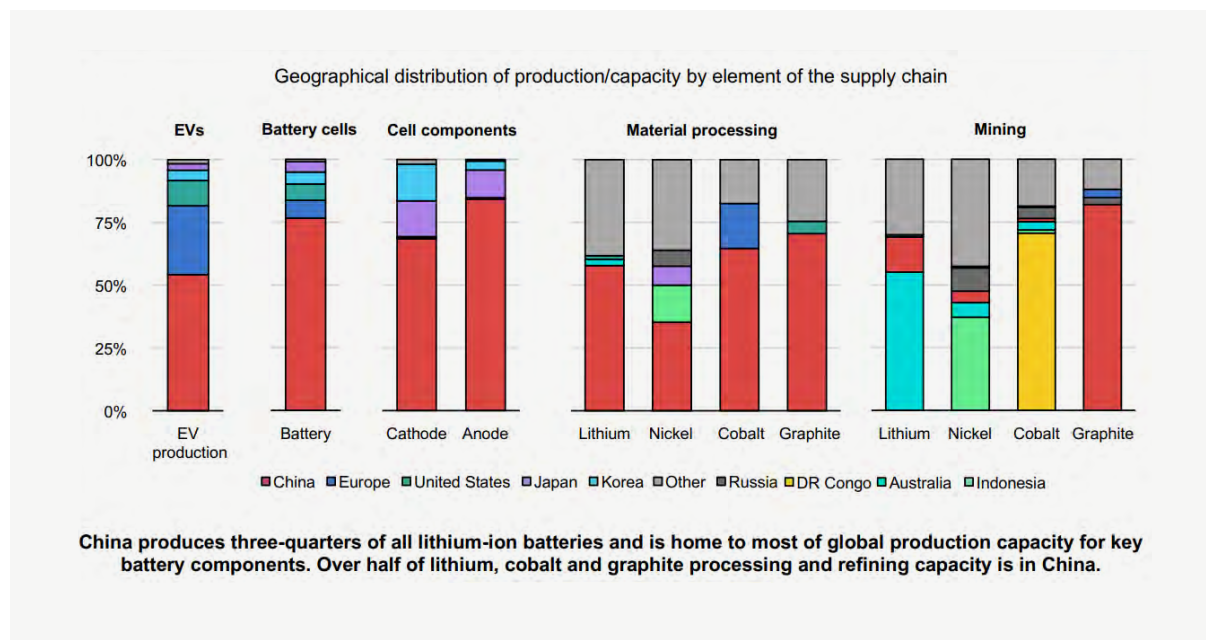 Geographical distribution of production/capacity by element of the supply chain
EVs
Battery cells
Cell components
Material processing
Mining
100%
75%
50%
25%
0%
EV
production
Battery
Cathode
Anode
Lithium
Nickel
Cobalt
Graphite
Lithium
Nickel
Cobalt
Graphite
China Europe United States Japan Korea Other Russia DR Congo Australia Indonesia
China produces three-quarters of all lithium-ion batteries and is home to most of global production capacity for key
battery components. Over half of lithium, cobalt and graphite processing and refining capacity is in China.